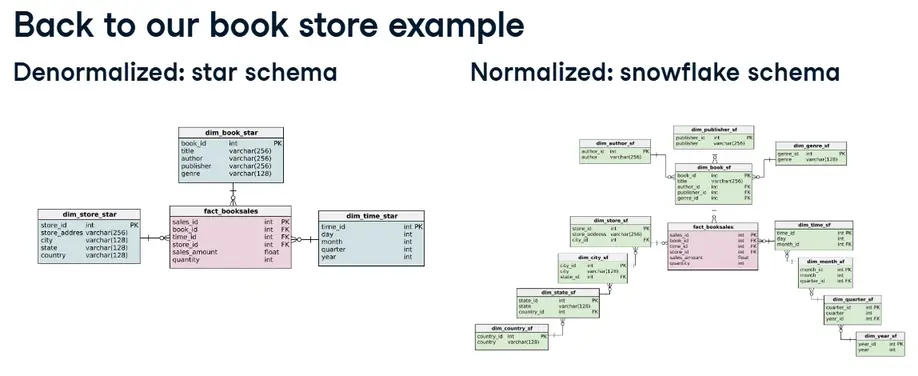 Back to our book store example
Denormalized: star schema
dim_book_star
book_id int PK
title varchar(256)
author varchar(256)
publisher varchar(256)
genre varchar(128)
dim_store_star
store_id int PK
store_addres varchar(256)
city varchar(128)
state varchar(128)
country varchar(128)
fact_booksales
sales_id int PK
book_id int FK
time_id int FK
store_id int FK
sales_amount float
quantity int
dim_time_star
time_id int PK
day int
month int
quarter int
year int
Normalized: snowflake schema
dim_publisher_sf
publisher_id int PK
publisher varchar(256)
dim_author_sf
author_id int PK
author varchar(256)
dim_genre_sf
genre_id int PK
genre varchar(128)
dim_book_sf
book_id int PK
title varchar(256)
author_id int FK
publisher_id int FK
genre_id int FK
dim_store_sf
store_id int PK
store_address varchar(256)
city_id int FK
fact_booksales
sales_id int PK
book_id int FK
time_id int FK
store_id int FK
sales_amount float
quantity int
dim_time_sf
time_id int PK
day int
month_id int FK
dim_city_sf
city_id int PK
city varchar(128)
state_id int FK
dim_month_sf
month_id int PK
month int
quarter_id int FK
dim_state_sf
state_id int PK
state varchar(128)
country_id int FK
dim_quarter_sf
quarter_id int PK
quarter int
year_id int FK
dim_country_sf
country_id int PK
country varchar(128)
dim_year_sf
year_id int PK
year int